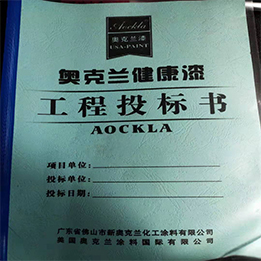 Aockla
奥克兰漆
USA-PAINT
奥克兰健康漆
工程投标书
AOCKLA
项目单位:
投标单位:
投标日期:
广东省佛山市新奥克兰化工涂料有限公司
美国奥克兰涂料国际有限公司